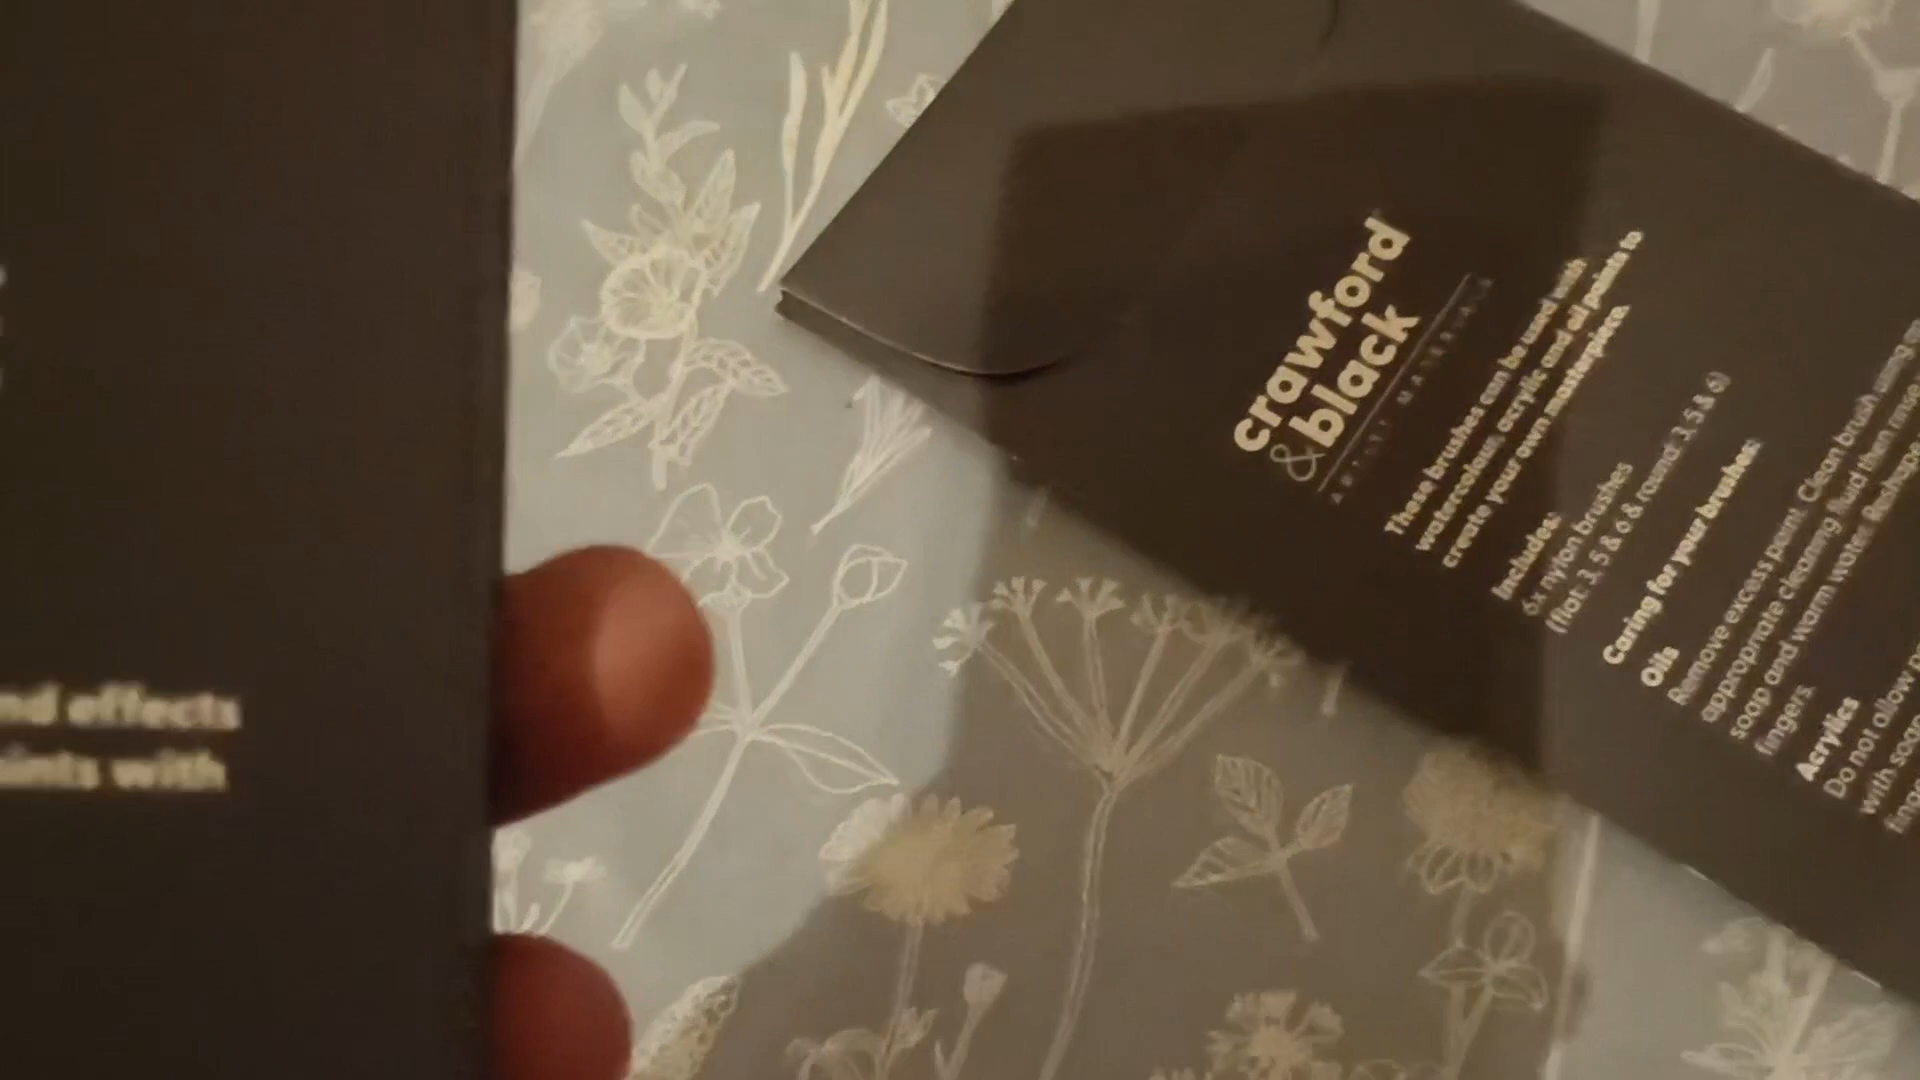 nd effects
ints with
crawford
& black
ARTIST MATERIALS
These brushes can be used with
watercolour, acrylic and oil paints to
create your own masterpiece.
Includes:
6x nylon brushes
(flat: 3, 5 & 6 & round: 3, 5 & 6)
Caring for your brushes:
Oils
Remove excess paint. Clean brush using an
appropriate cleaning fluid then rinse
soap and warm water. Reshape
fingers.
Acrylics
Do not allow
with soap